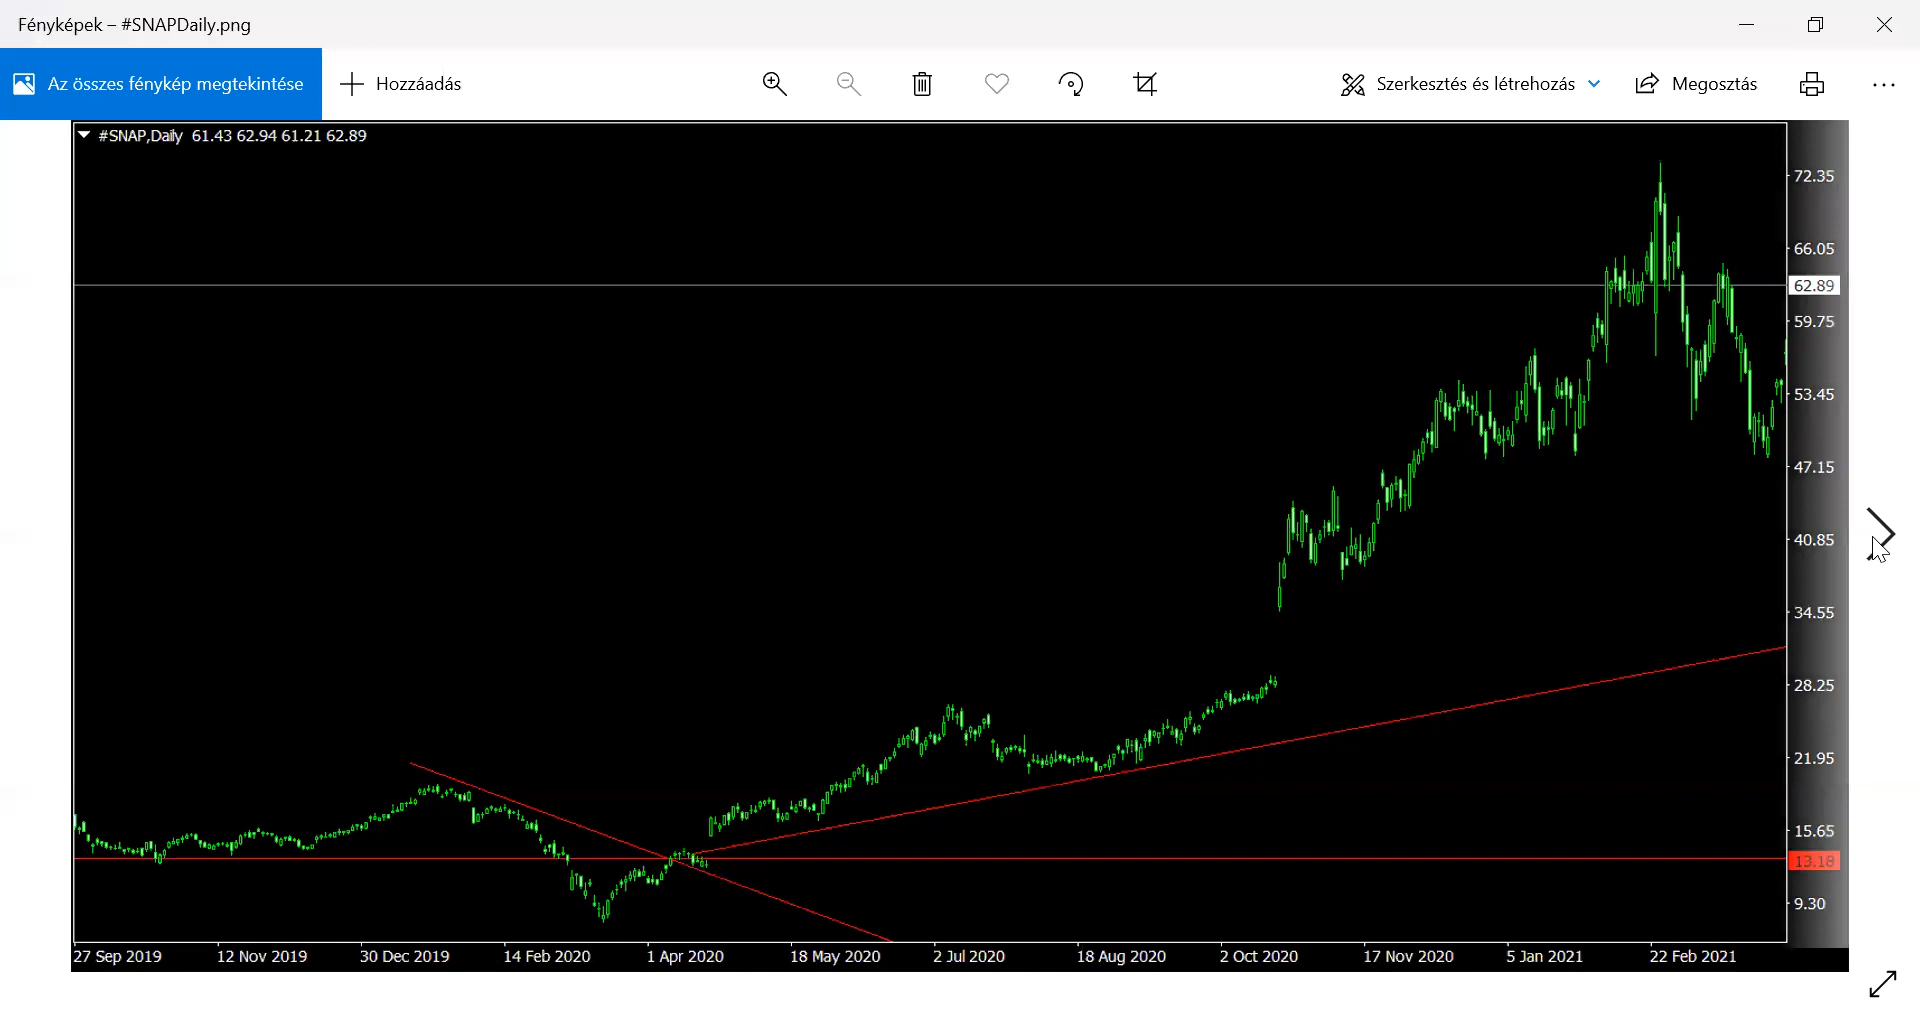 Fényképek – #SNAPDaily.png
Az összes fénykép megtekintése
Hozzáadás
Szerkesztés és létrehozás
Megosztás
#SNAP,Daily 61.43 62.94 61.21 62.89
72.35
66.05
62.89
59.75
53.45
47.15
40.85
34.55
28.25
21.95
15.65
13.18
9.30
27 Sep 2019 12 Nov 2019 30 Dec 2019 14 Feb 2020 1 Apr 2020 18 May 2020 2 Jul 2020 18 Aug 2020 2 Oct 2020 17 Nov 2020 5 Jan 2021 22 Feb 2021